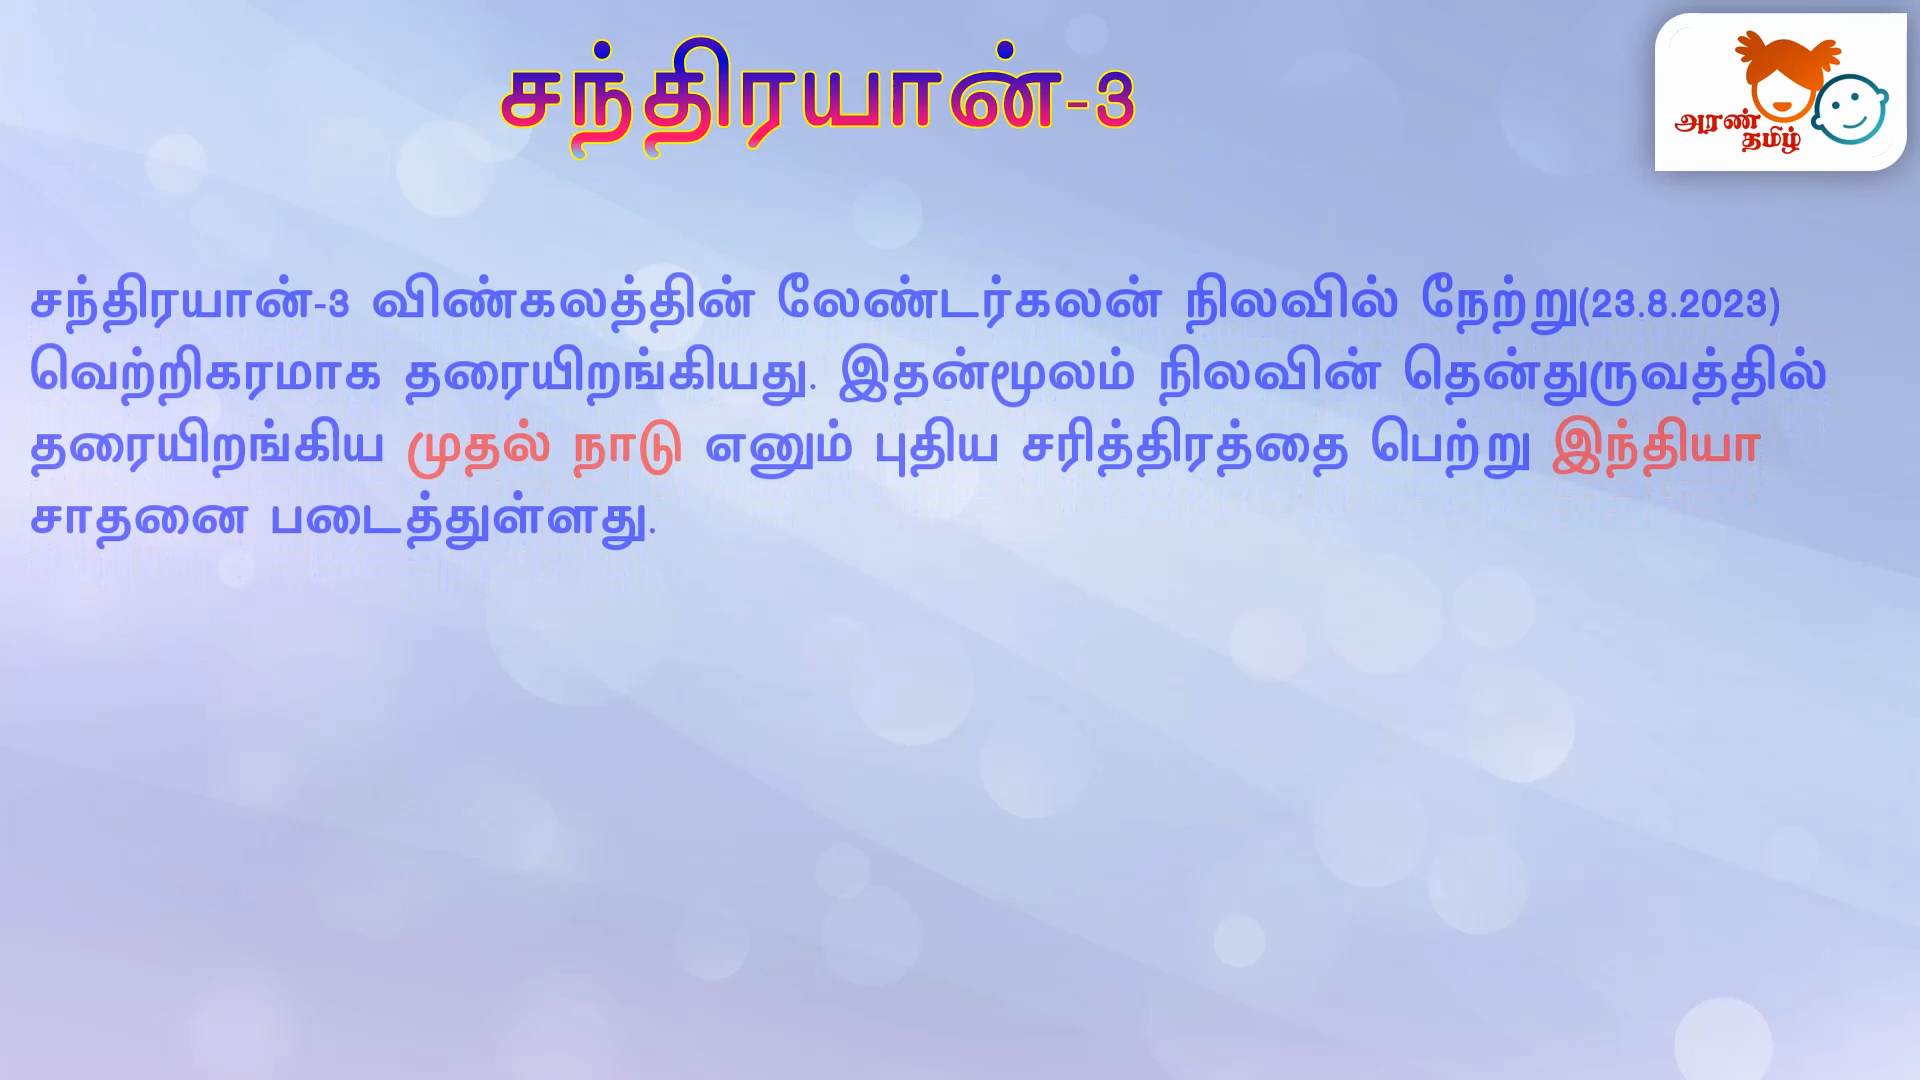 சந்திரயான்-3
அரண்
தமிழ்
சந்திரயான்-3 விண்கலத்தின் லேண்டர்கலன் நிலவில் நேற்று(23.8.2023)
வெற்றிகரமாக தரையிறங்கியது. இதன்மூலம் நிலவின் தென்துருவத்தில்
தரையிறங்கிய முதல் நாடு எனும் புதிய சரித்திரத்தை பெற்று இந்தியா
சாதனை படைத்துள்ளது.